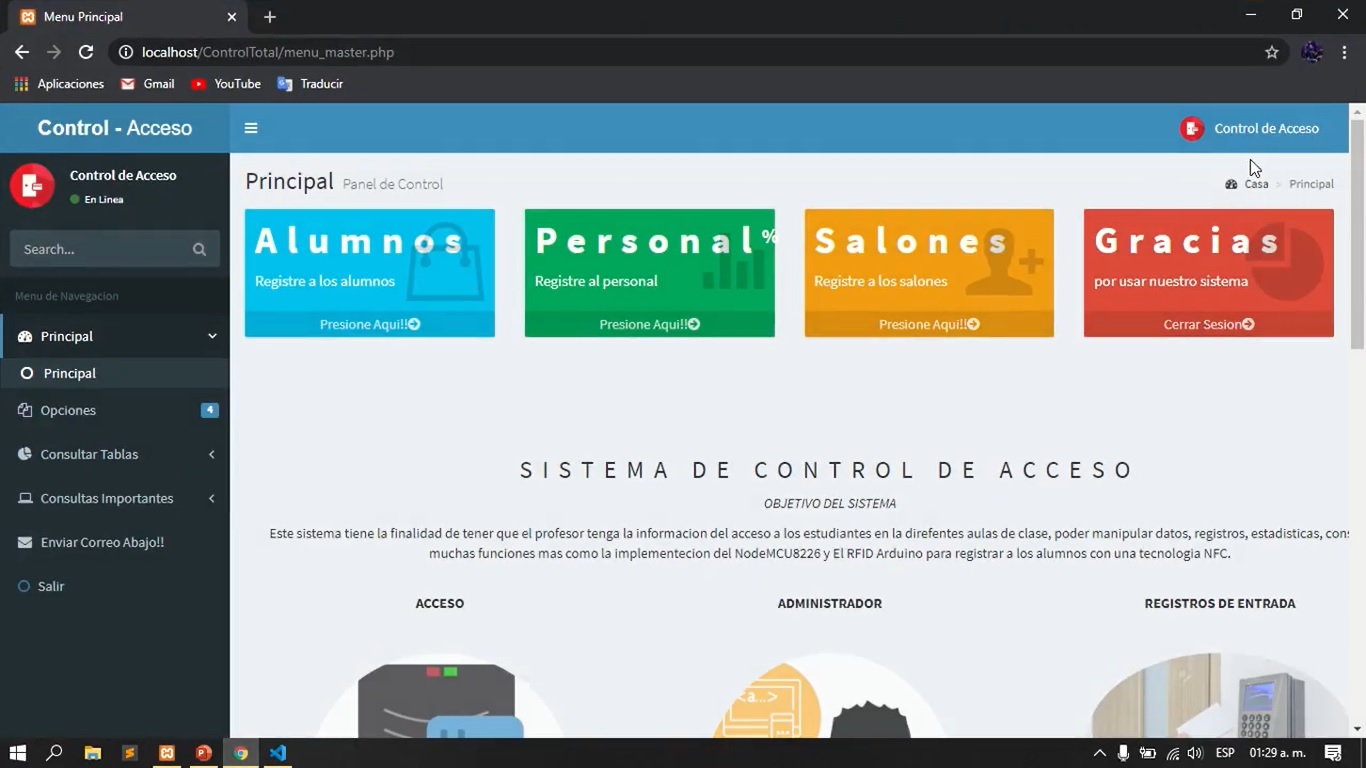 Menu Principal
localhost/ControlTotal/menu_master.php
Aplicaciones Gmail YouTube Traducir
Control - Acceso
Control de Acceso
Control de Acceso
En Linea
Search...
Menu de Navegacion
Principal
Principal
Opciones 4
Consultar Tablas
Consultas Importantes
Enviar Correo Abajo!!
Salir
Principal Panel de Control
Casa > Principal
Alumnos
Registre a los alumnos
Presione Aqui!!
Personal %
Registre al personal
Presione Aqui!!
Salones
Registre a los salones
Presione Aqui!!
Gracias
por usar nuestro sistema
Cerrar Sesion
SISTEMA DE CONTROL DE ACCESO
OBJETIVO DEL SISTEMA
Este sistema tiene la finalidad de tener que el profesor tenga la informacion del acceso a los estudiantes en la direfentes aulas de clase, poder manipular datos, registros, estadisticas, cons
muchas funciones mas como la implementecion del NodeMCU8226 y El RFID Arduino para registrar a los alumnos con una tecnologia NFC.
ACCESO
ADMINISTRADOR
REGISTROS DE ENTRADA
<a...>
ESP 01:29 a. m.